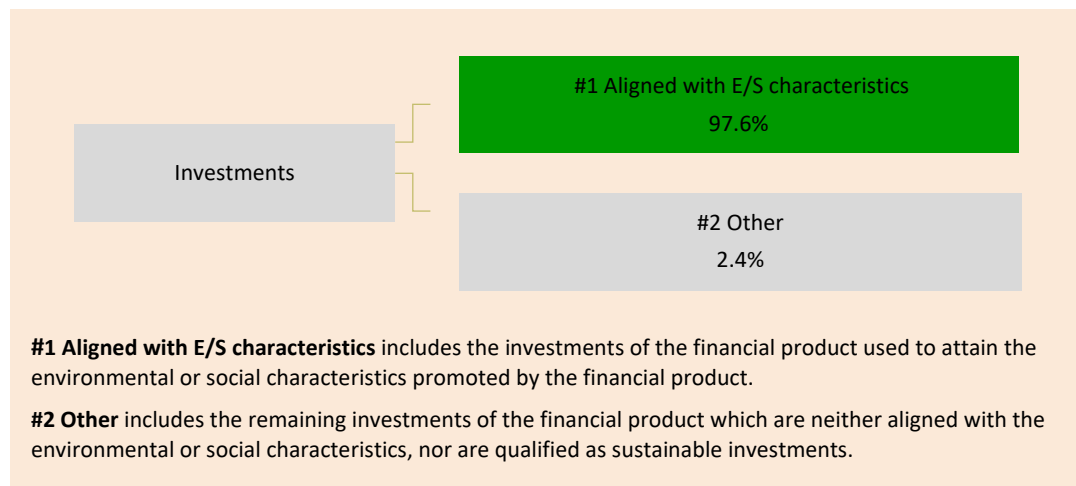 #1 Aligned with E/S characteristics
97.6%
Investments
#2 Other
2.4%
#1 Aligned with E/S characteristics includes the investments of the financial product used to attain the
environmental or social characteristics promoted by the financial product.
#2 Other includes the remaining investments of the financial product which are neither aligned with the
environmental or social characteristics, nor are qualified as sustainable investments.